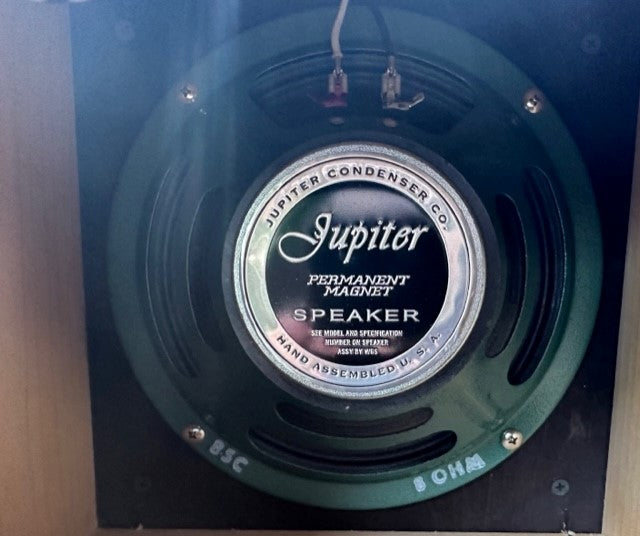 JUPITER CONDENSER CO.
Jupiter
PERMANENT
MAGNET
SPEAKER
SEE MODEL AND SPECIFICATION
NUMBER ON SPEAKER
ASSY BY WGS
HAND ASSEMBLED U. S. A.
8SC
8 OHM